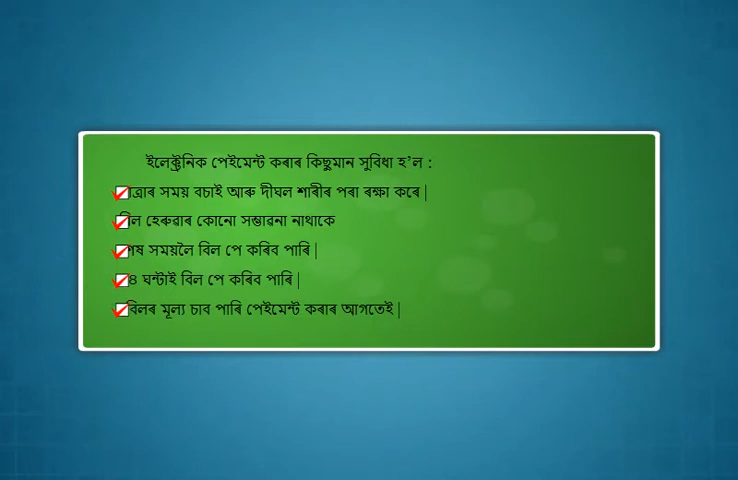 ইলেক্ট্ৰনিক পেইমেন্ট কৰাৰ কিছুমান সুবিধা হ'ল :
সময় বচাই আৰু দীঘল শাৰীৰ পৰা ৰক্ষা কৰে |
হেৰুৱাৰ কোনো সম্ভাৱনা নাথাকে
সময়লৈ বিল পে কৰিব পাৰি |
ঘন্টাই বিল পে কৰিব পাৰি |
বিলৰ মূল্য চাব পাৰি পেইমেন্ট কৰাৰ আগতেই |